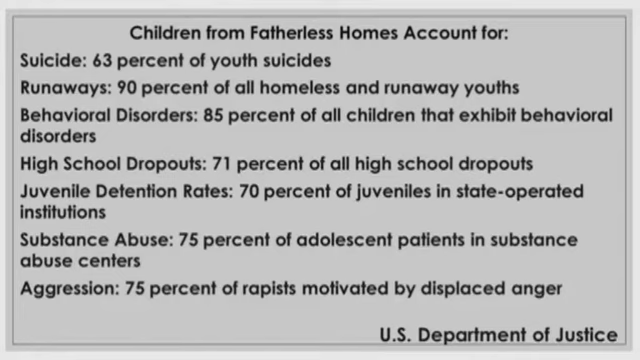 Children from Fatherless Homes Account for:
Suicide: 63 percent of youth suicides
Runaways: 90 percent of all homeless and runaway youths
Behavioral Disorders: 85 percent of all children that exhibit behavioral
disorders
High School Dropouts: 71 percent of all high school dropouts
Juvenile Detention Rates: 70 percent of juveniles in state-operated
institutions
Substance Abuse: 75 percent of adolescent patients in substance
abuse centers
Aggression: 75 percent of rapists motivated by displaced anger
U.S. Department of Justice